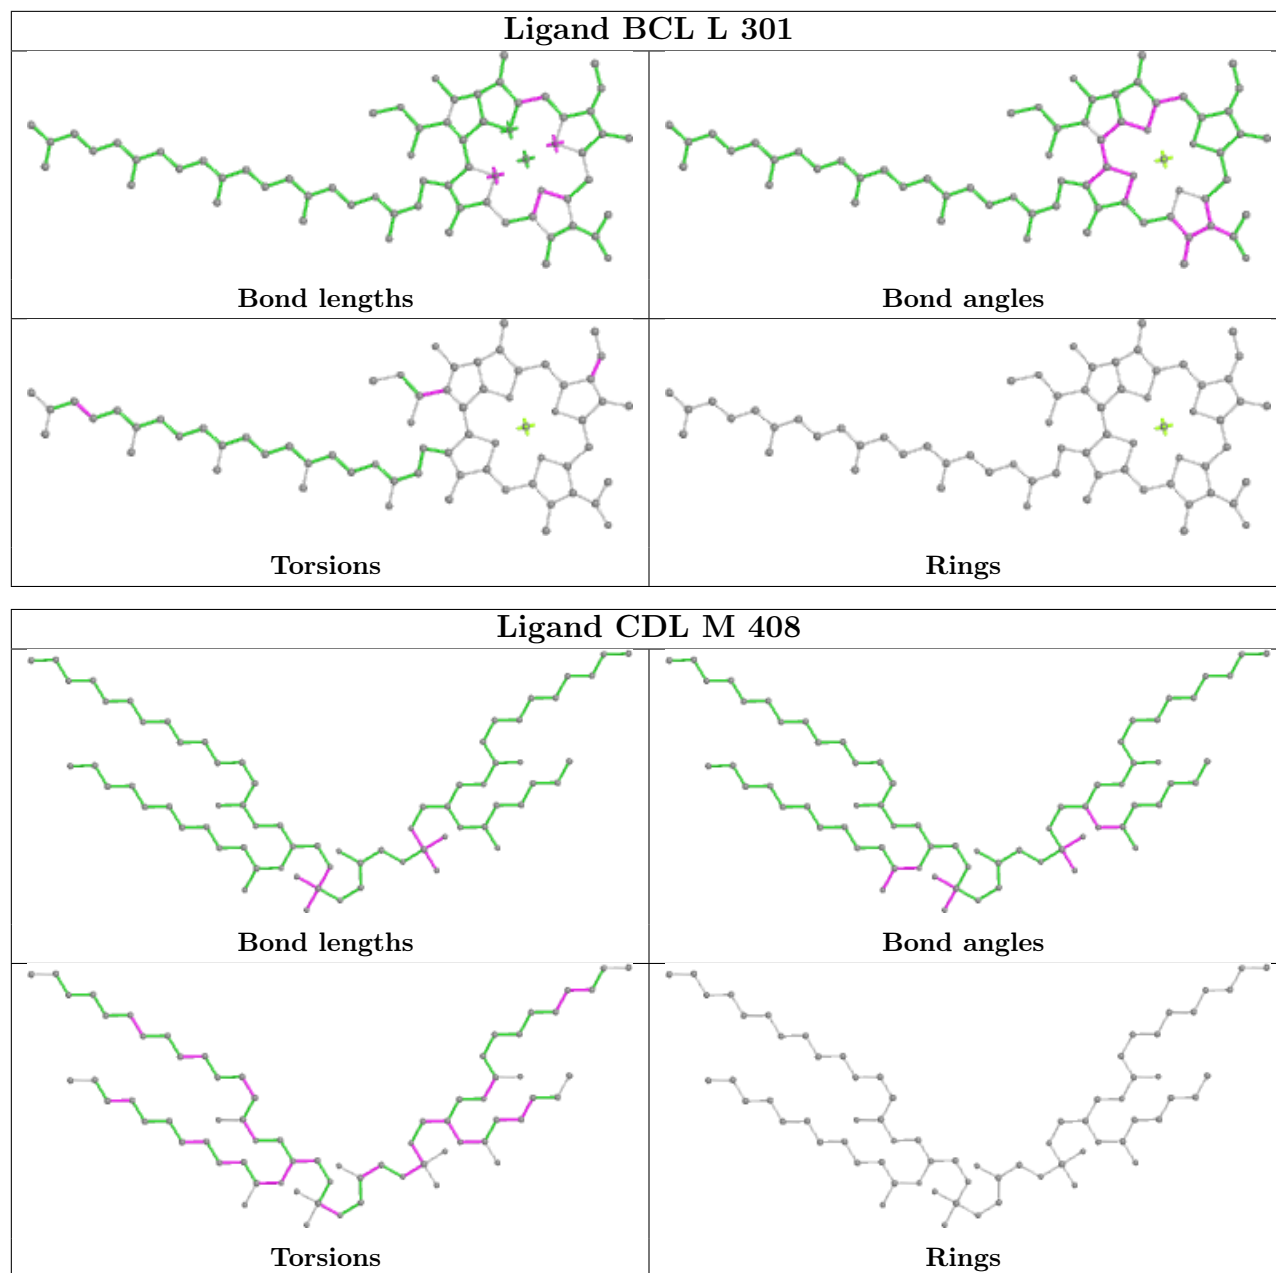 Ligand BCL L 301
Bond lengths
Bond angles
Torsions
Rings
Ligand CDL M 408
Bond lengths
Bond angles
Torsions
Rings